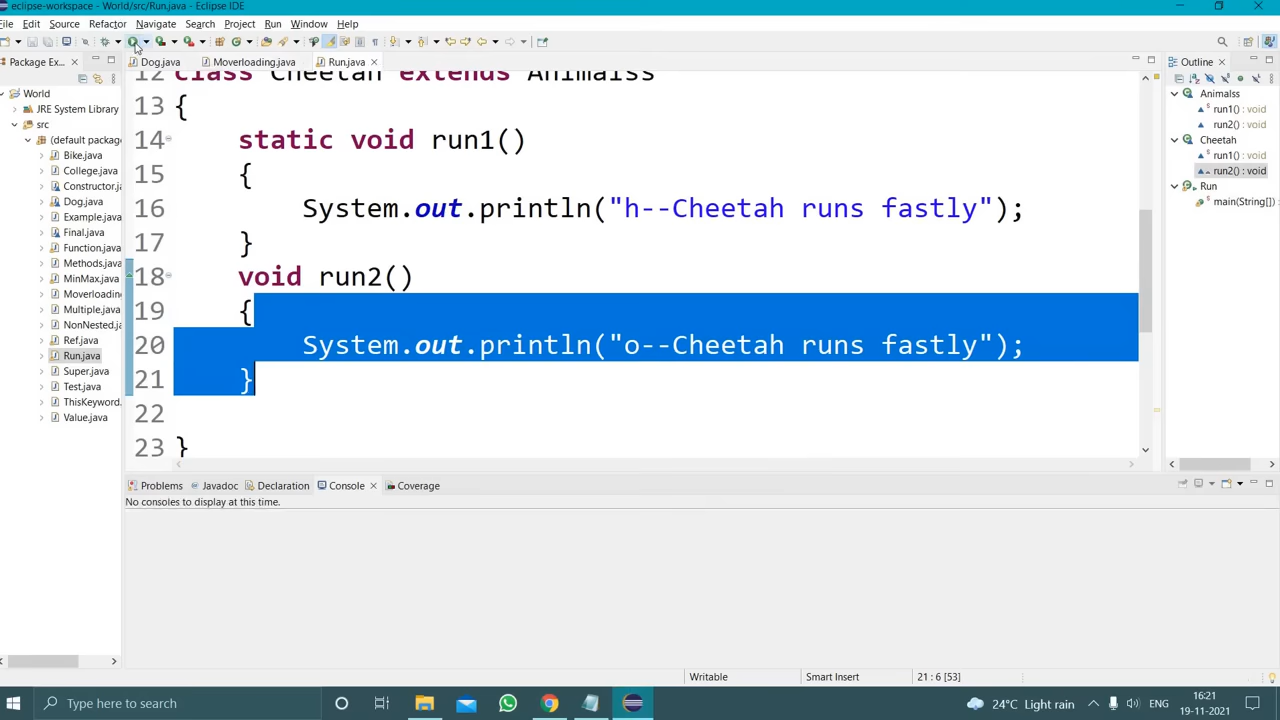 eclipse-workspace - World/src/Run.java - Eclipse IDE
File Edit Source Refactor Navigate Search Project Run Window Help
Package Ex...
Dog.java
Moverloading.java
Run.java
Outline
World
JRE System Library
src
(default package
Bike.java
College.java
Constructor.ja
Dog.java
Example.java
Final.java
Function.java
Methods.java
MinMax.java
Moverloading
Multiple.java
NonNested.jav
Ref.java
Run.java
Super.java
Test.java
ThisKeyword.
Value.java
12 class Cheetah extends Animalss
13 {
14 static void run1()
15 {
16 System.out.println("h--Cheetah runs fastly");
17 }
18 void run2()
19 {
20 System.out.println("o--Cheetah runs fastly");
21 }
22
23 }
Animalss
run1() : void
run2() : void
Cheetah
run1() : void
run2() : void
Run
main(String[]) :
Problems Javadoc Declaration Console Coverage
No consoles to display at this time.
Writable Smart Insert 21 : 6 [53]
Type here to search
24°C Light rain ENG 16:21
19-11-2021